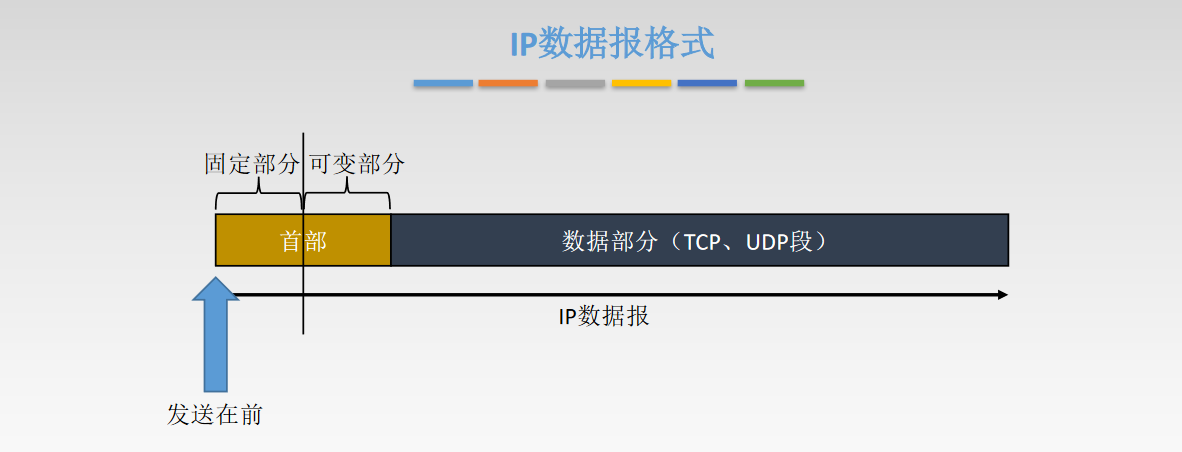 IP数据报格式
固定部分 可变部分
首部 数据部分（TCP、UDP段）
IP数据报
发送在前